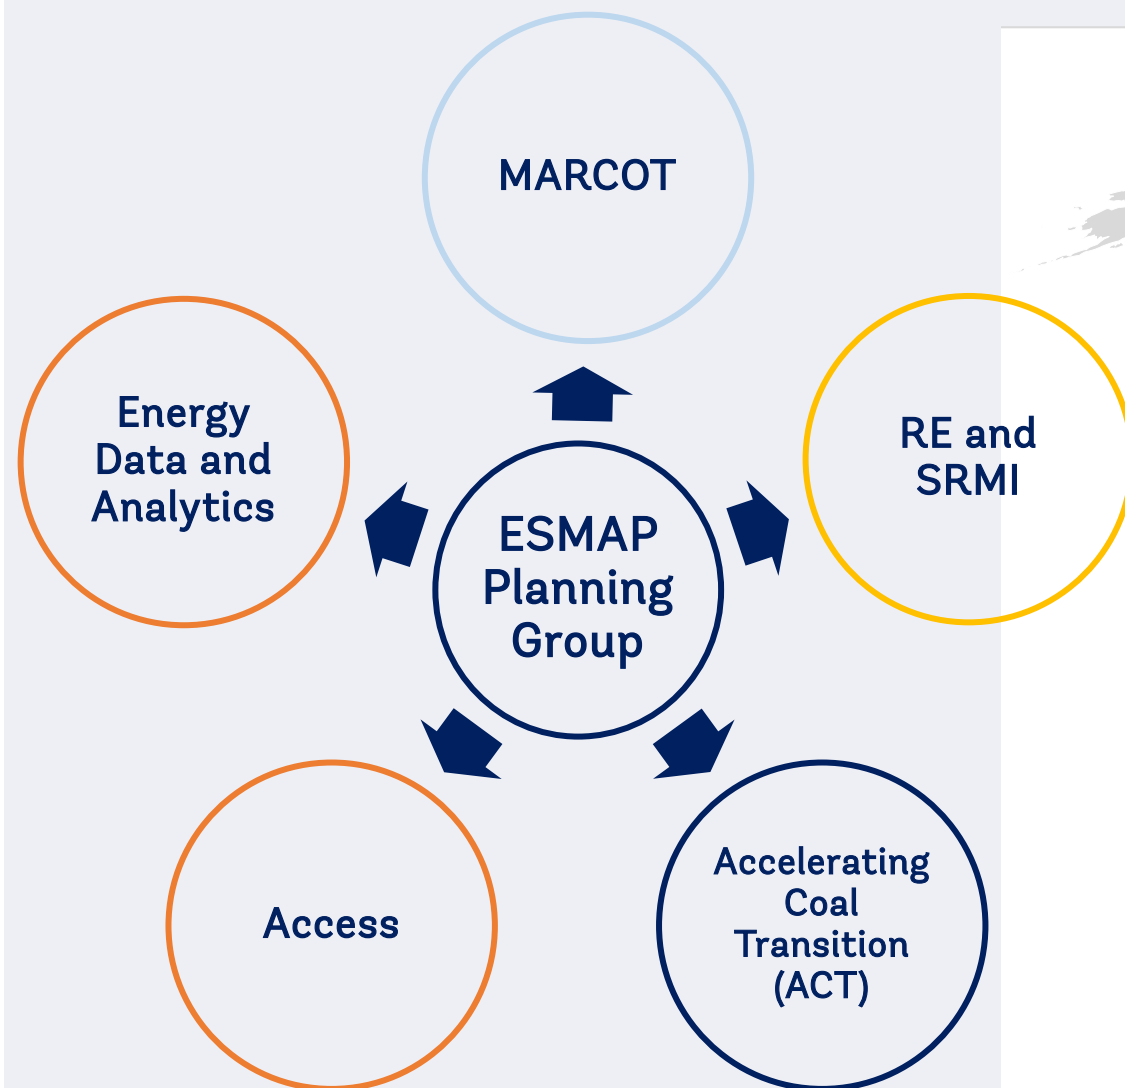 MARCOT
Energy
Data and
Analytics
RE and
SRMI
ESMAP
Planning
Group
Access
Accelerating
Coal
Transition
(ACT)